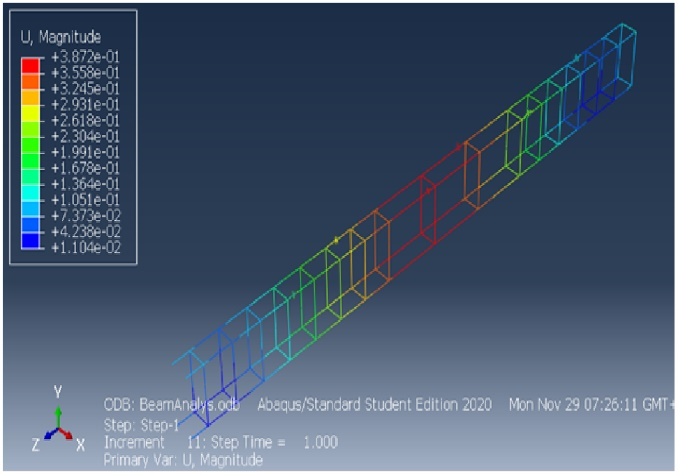 U, Magnitude
+3.872e-01
+3.558e-01
+3.245e-01
+2.931e-01
+2.618e-01
+2.304e-01
+1.991e-01
+1.678e-01
+1.364e-01
+1.051e-01
+7.373e-02
+4.238e-02
+1.104e-02
Y
Z X
ODB: BeamAnalys.odb Abaqus/Standard Student Edition 2020 Mon Nov 29 07:26:11 GMT+
Step: Step-1
Increment 11: Step Time = 1.000
Primary Var: U, Magnitude